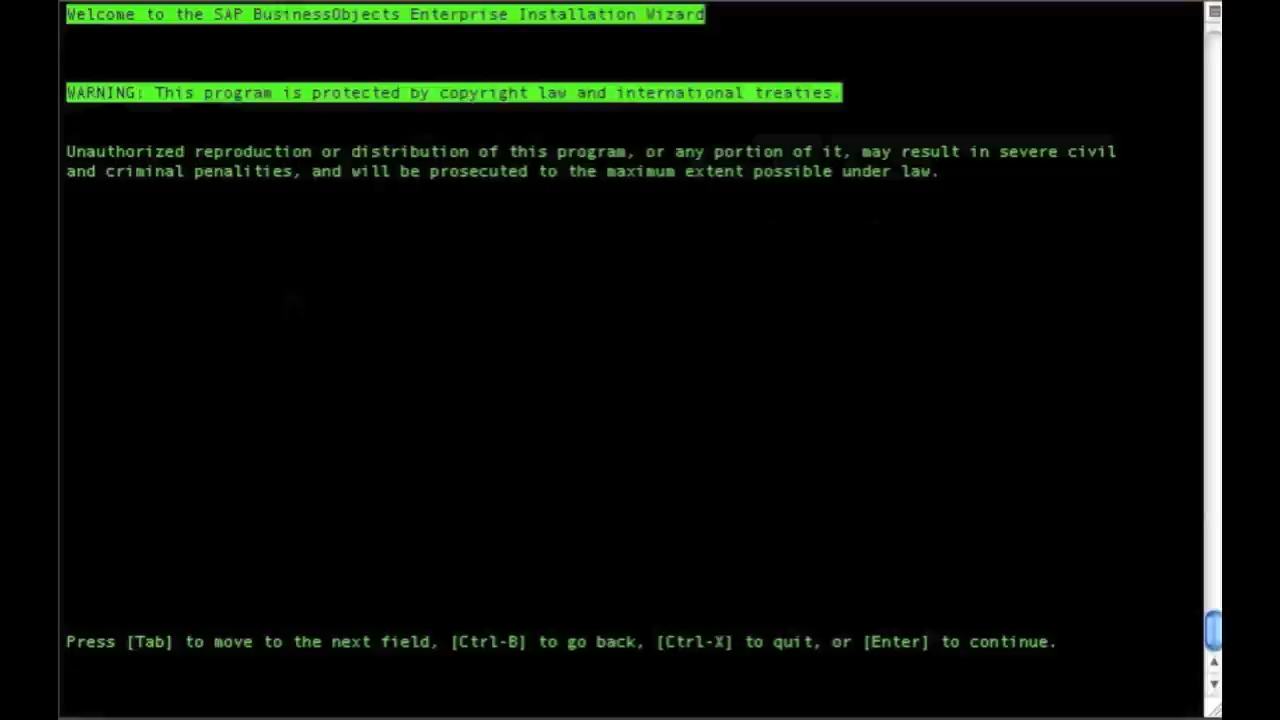 Welcome to the SAP BusinessObjects Enterprise Installation Wizard
WARNING: This program is protected by copyright law and international treaties.
Unauthorized reproduction or distribution of this program, or any portion of it, may result in severe civil
and criminal penalities, and will be prosecuted to the maximum extent possible under law.
Press [Tab] to move to the next field, [Ctrl-B] to go back, [Ctrl-X] to quit, or [Enter] to continue.